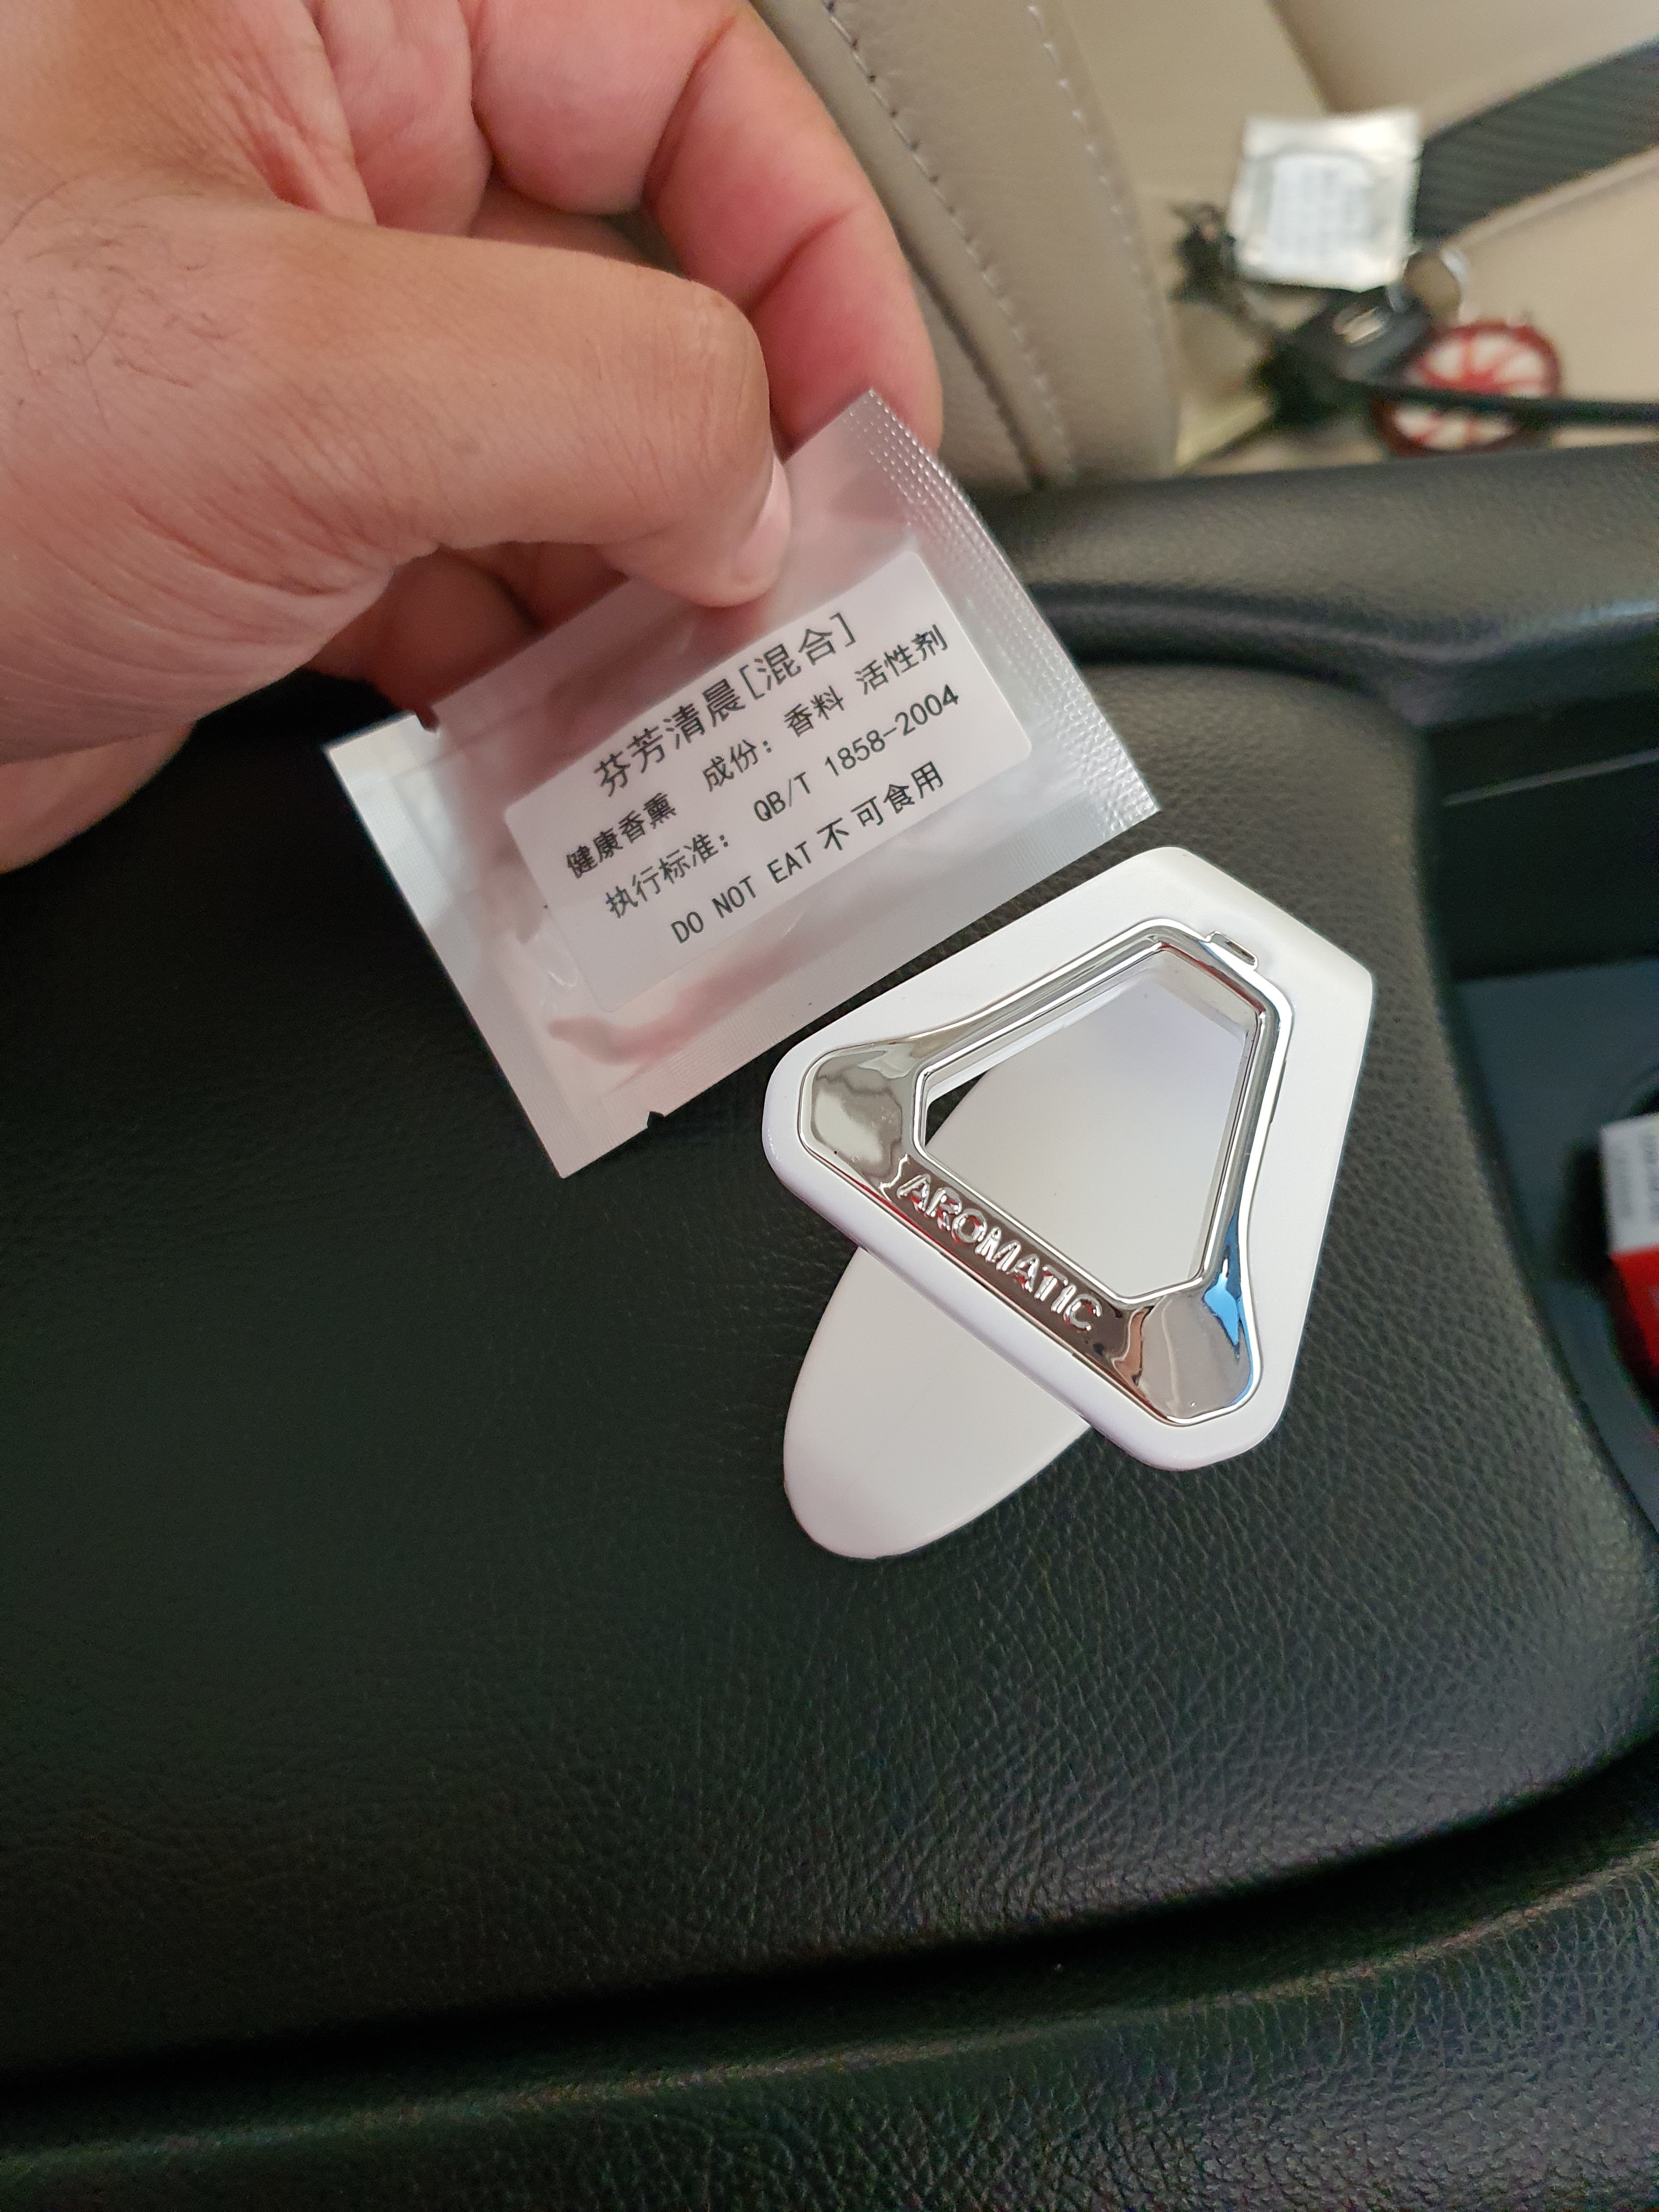 芬芳清晨[混合]
健康香熏 成份：香料 活性剂
执行标准： QB/T 1858-2004
DO NOT EAT 不可食用
AROMATIC